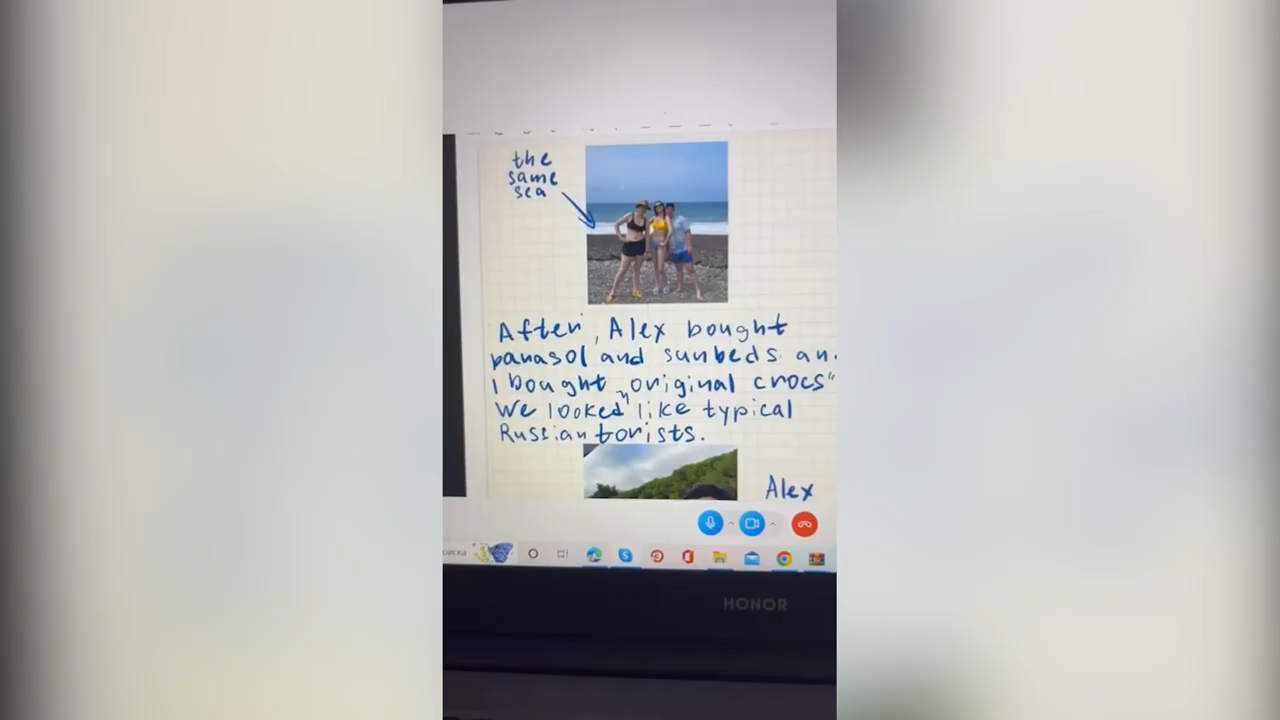 the
same
sea
After, Alex bought
parasol and sunbeds an
I bought „original crocs"
We looked like typical
Russian torists.
Alex
оиска
HONOR